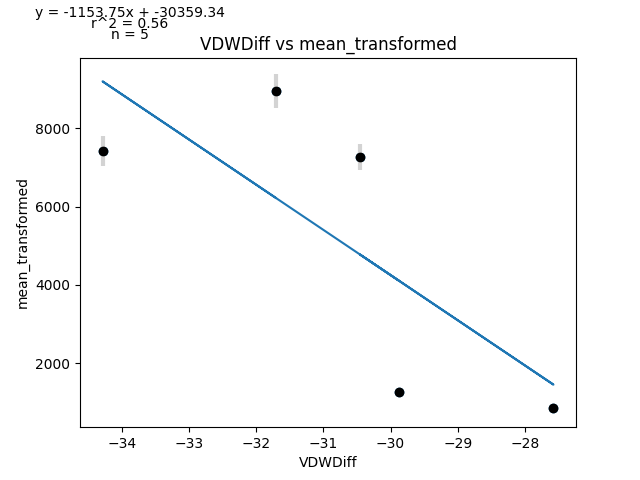 y = -1153.75x + -30359.34
r^2 = 0.56
n = 5
VDWDiff vs mean_transformed
8000
6000
4000
2000
mean_transformed
−34
−33
−32
−31
−30
−29
−28
VDWDiff